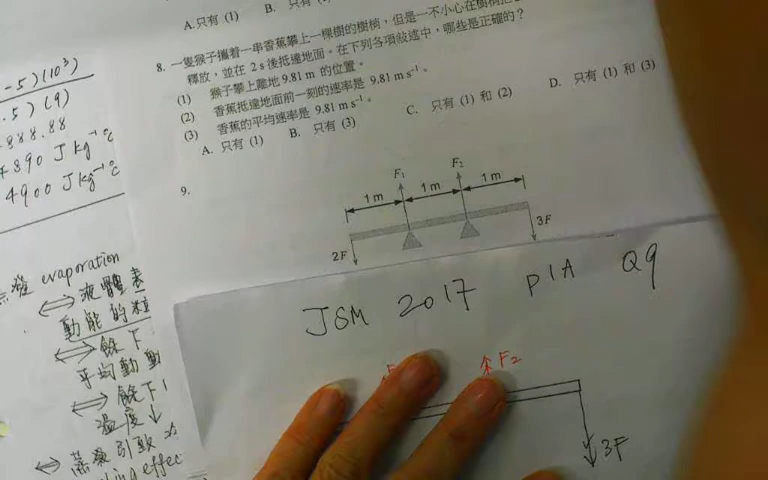 A.只有 (1)
B. 只有
8. 一隻猴子攜着一串香蕉攀上一棵樹的樹梢，但是一不小心在樹梢
釋放，並在 2 s 後抵達地面。在下列各項敍述中，哪些是正確的？
(1) 猴子攀上離地 9.81 m 的位置。
(2) 香蕉抵達地面前一刻的速率是 9.81 m s⁻¹。
(3) 香蕉的平均速率是 9.81 m s⁻¹。
A. 只有 (1)
B. 只有 (3)
C. 只有 (1) 和 (2)
D. 只有 (1) 和 (3)
9.
F₁
F₂
1 m
1 m
1 m
2F
3F
-5)(10³)
.5)(9)
888.88
4890 J kg⁻¹ ℃
4900 J kg⁻¹ ℃
發 evaporation
⟺ 液體表
動能的粒
⟺ 餘下
平均動
⟺ 餘下
溫度↓
⟺ 蒸發引致
effec
JSM 2017 P1A Q9
↑F₂
3F